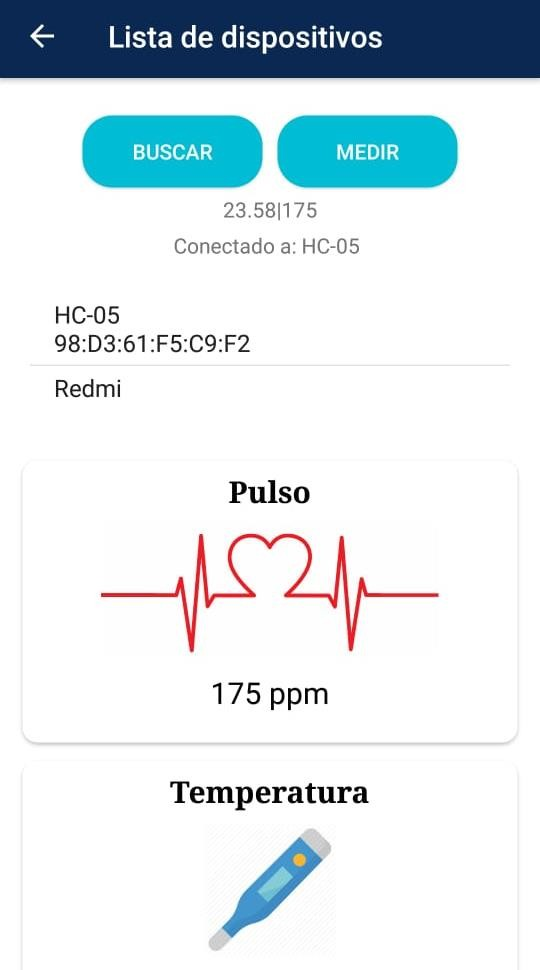 Lista de dispositivos
BUSCAR
MEDIR
23.58|175
Conectado a: HC-05
HC-05
98:D3:61:F5:C9:F2
Redmi
Pulso
175 ppm
Temperatura